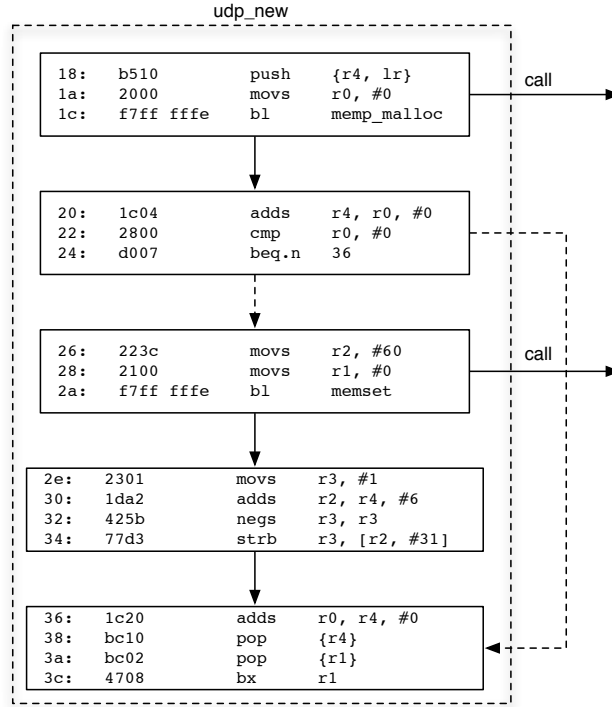 udp_new
18: b510 push {r4, lr}
1a: 2000 movs r0, #0
1c: f7ff fffe bl memp_malloc
call
20: 1c04 adds r4, r0, #0
22: 2800 cmp r0, #0
24: d007 beq.n 36
26: 223c movs r2, #60
28: 2100 movs r1, #0
2a: f7ff fffe bl memset
call
2e: 2301 movs r3, #1
30: 1da2 adds r2, r4, #6
32: 425b negs r3, r3
34: 77d3 strb r3, [r2, #31]
36: 1c20 adds r0, r4, #0
38: bc10 pop {r4}
3a: bc02 pop {r1}
3c: 4708 bx r1